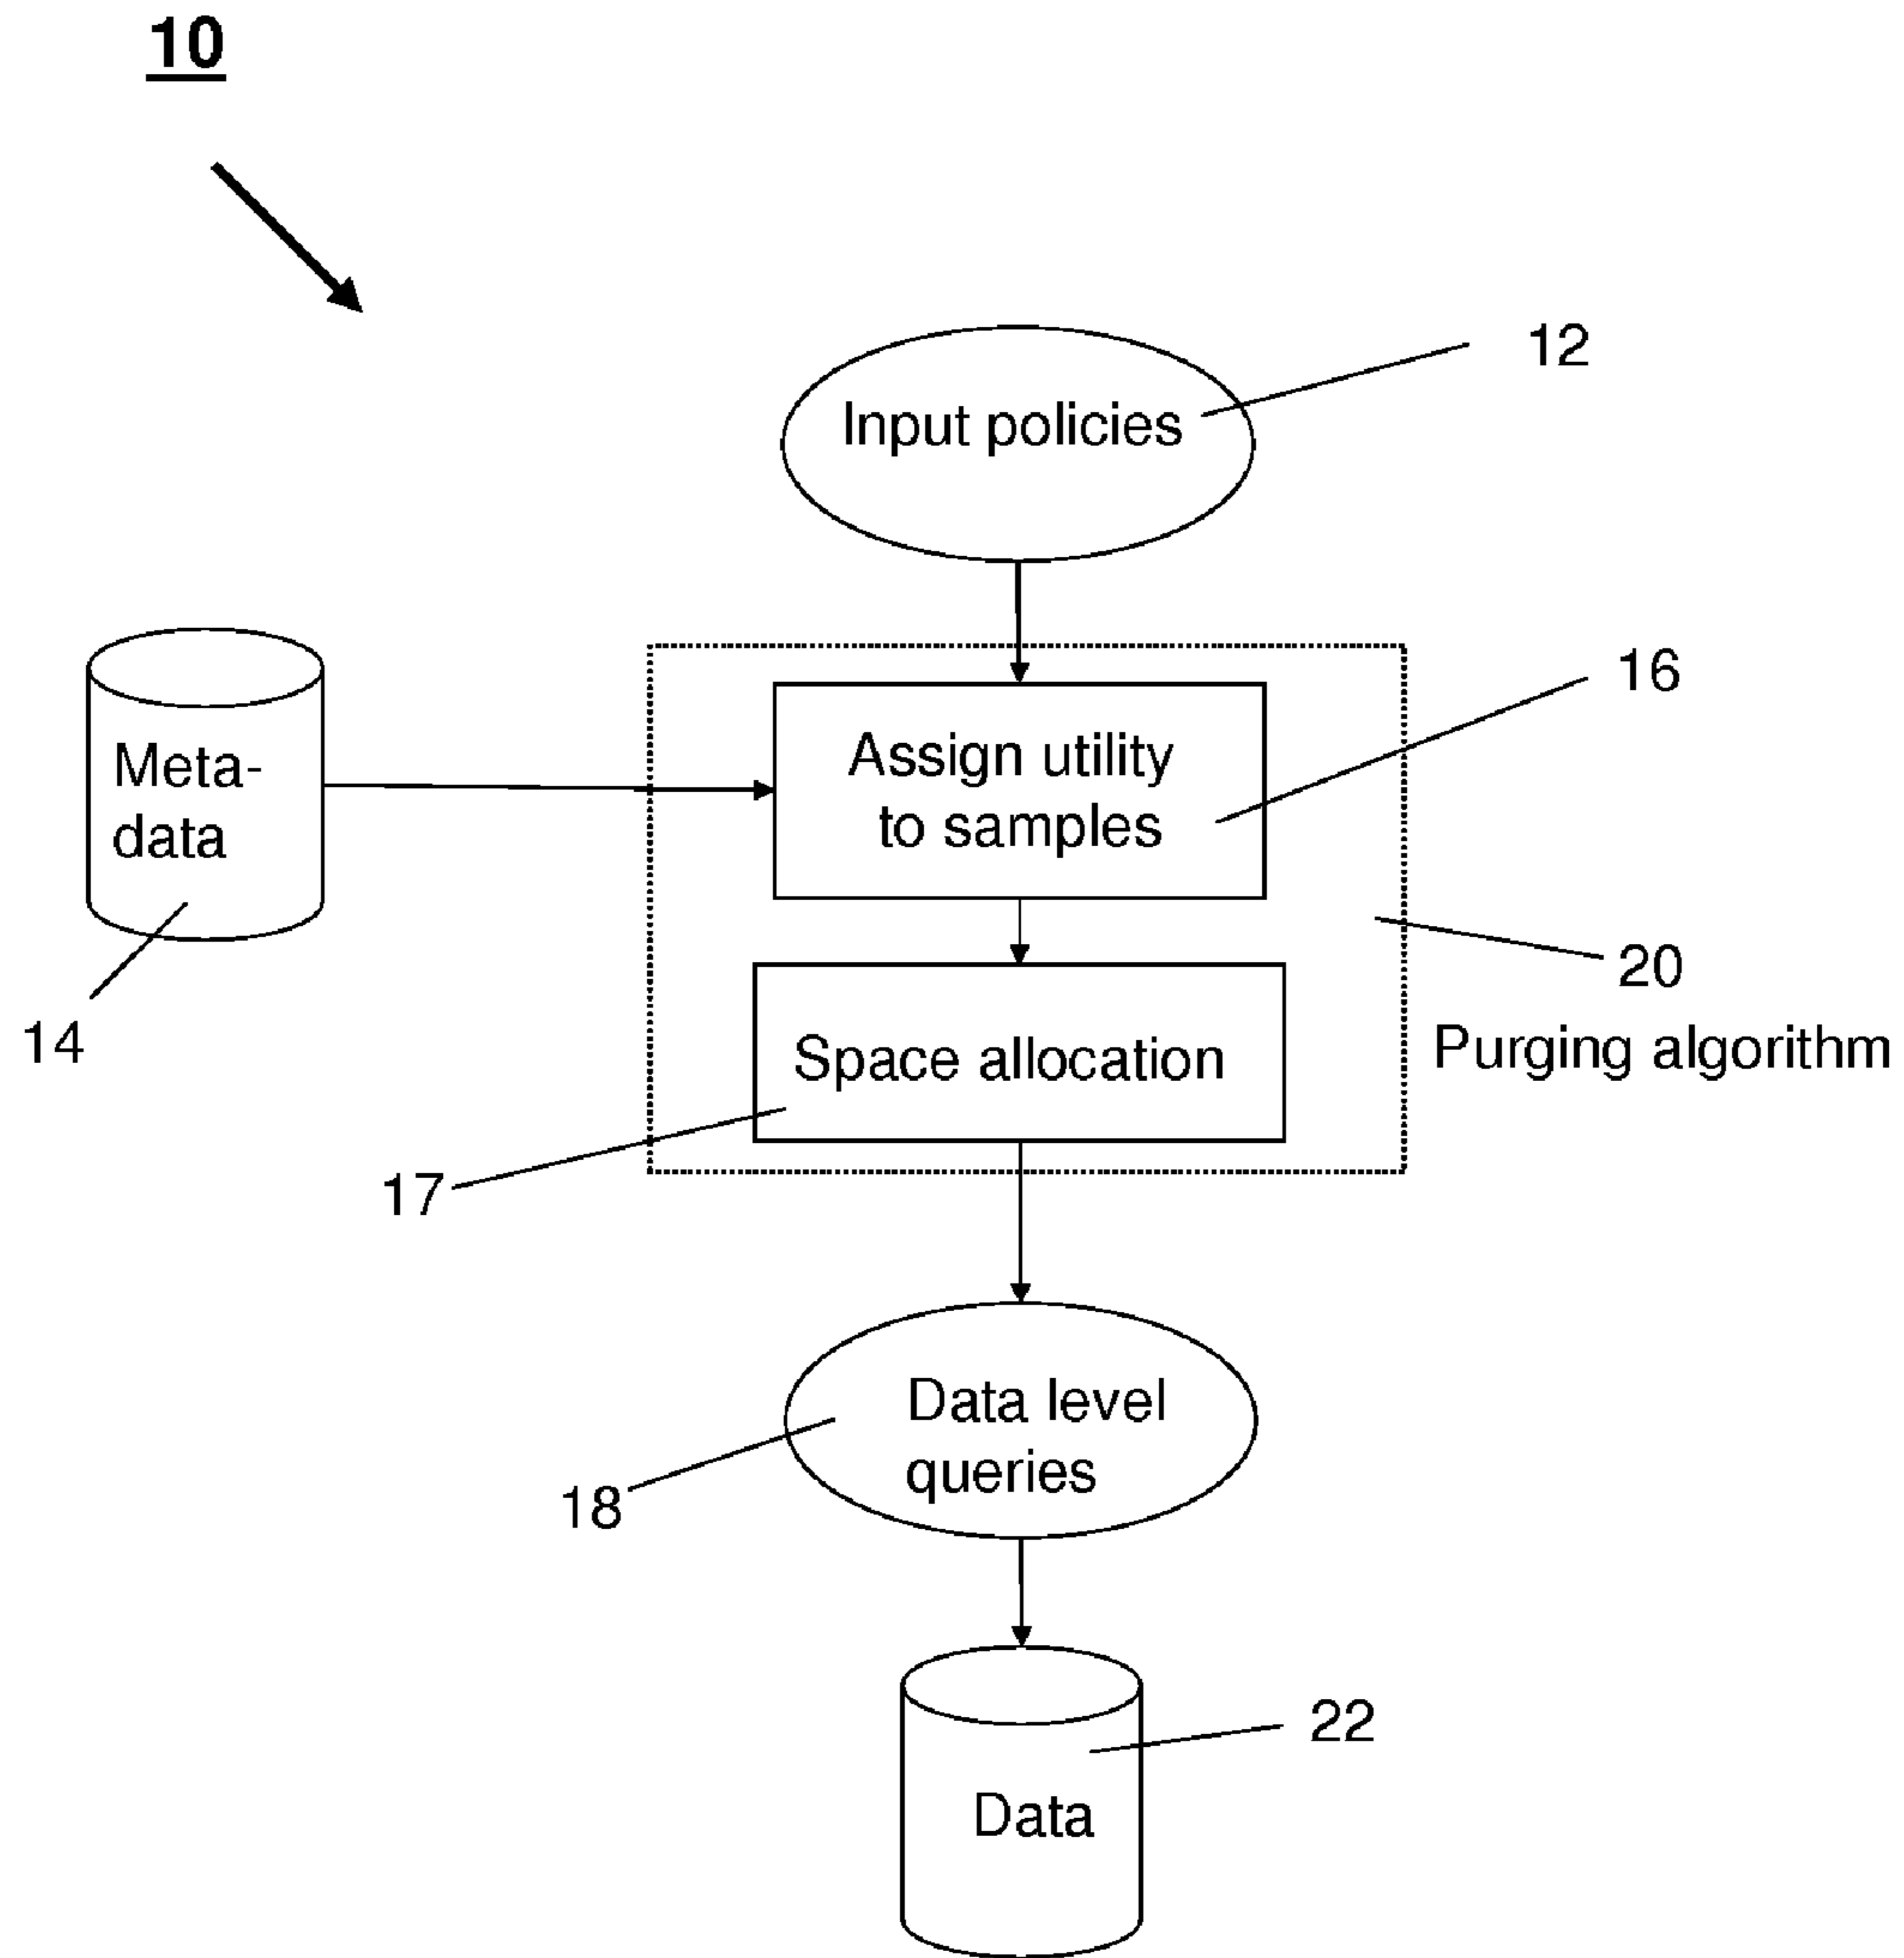 10
12
Input policies
16
Meta-
data
Assign utility
to samples
14
20
Purging algorithm
Space allocation
17
Data level
queries
18
22
Data